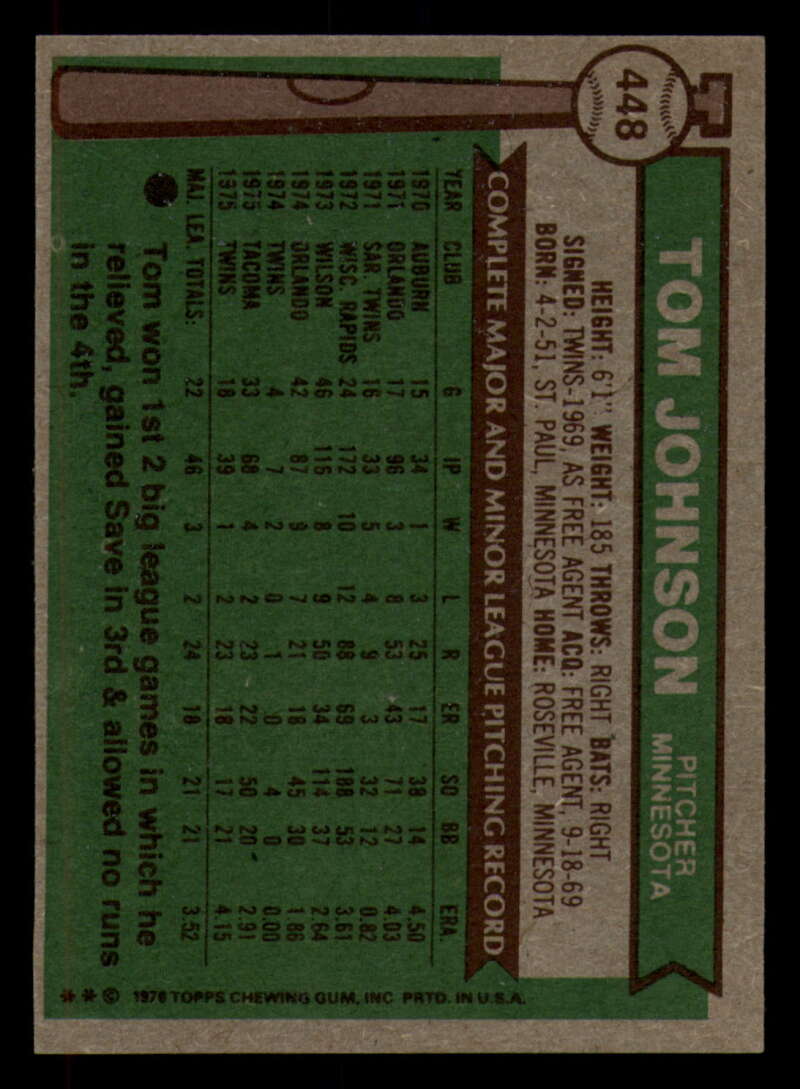 448
TOM JOHNSON
PITCHER
MINNESOTA
HEIGHT: 6'1" WEIGHT: 185 THROWS: RIGHT BATS: RIGHT
SIGNED: TWINS-1969, AS FREE AGENT ACQ: FREE AGENT, 9-18-69
BORN: 4-2-51, ST. PAUL, MINNESOTA HOME: ROSEVILLE, MINNESOTA
COMPLETE MAJOR AND MINOR LEAGUE PITCHING RECORD
YEAR CLUB G IP W L R ER SO BB ERA.
1970 AUBURN 15 34 1 3 25 17 38 14 4.50
1971 ORLANDO 17 96 3 8 53 43 71 27 4.03
1971 SAR. TWINS 16 33 5 4 9 3 32 12 0.82
1972 WISC. RAPIDS 24 172 10 12 88 69 188 53 3.61
1973 WILSON 46 116 8 9 50 34 114 37 2.64
1974 ORLANDO 42 87 9 7 21 18 45 30 1.86
1974 TWINS 4 7 2 0 1 0 4 0 0.00
1975 TACOMA 33 68 4 2 23 22 50 20 2.91
1975 TWINS 18 39 1 2 23 18 17 21 4.15
MAJ. LEA. TOTALS: 22 46 3 2 24 18 21 21 3.52
Tom won 1st 2 big league games in which he
relieved, gained Save in 3rd & allowed no runs
in the 4th.
* * © 1976 TOPPS CHEWING GUM, INC. PRTD. IN U.S.A.